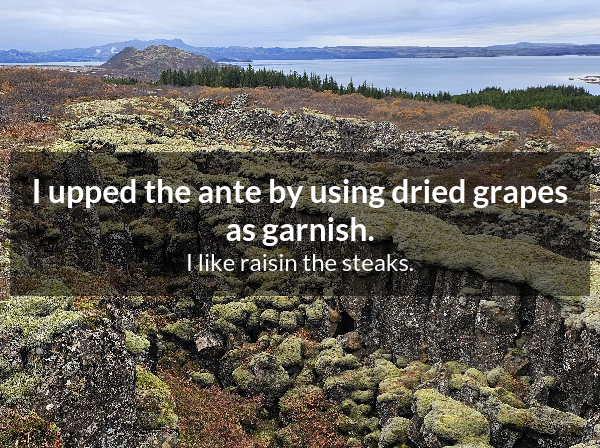 I upped the ante by using dried grapes
as garnish.
I like raisin the steaks.